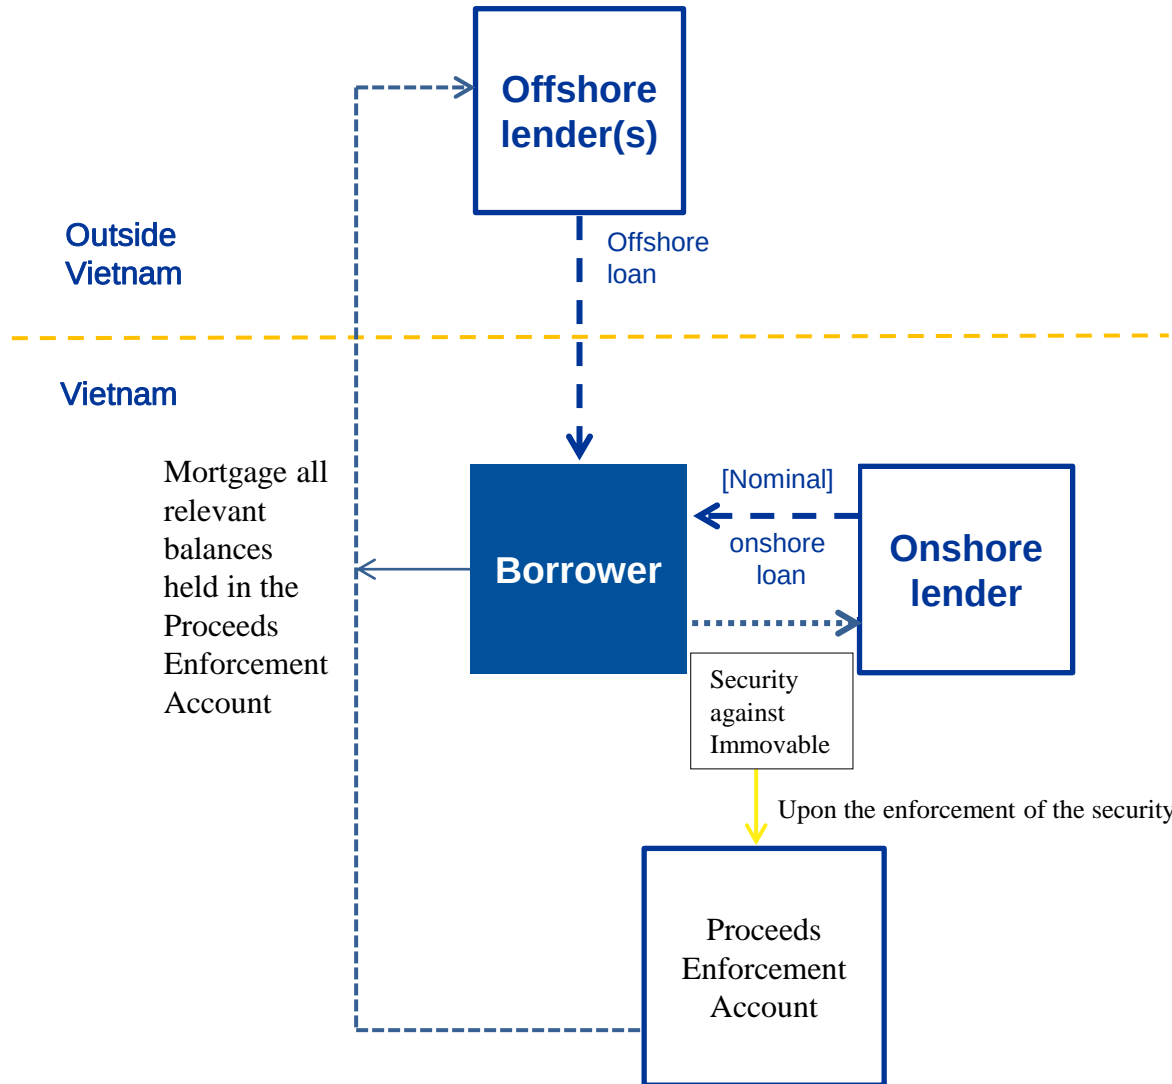 Offshore
lender(s)
Outside
Vietnam
Offshore
loan
Vietnam
Mortgage all
relevant
balances
held in the
Proceeds
Enforcement
Account
Borrower
[Nominal]
onshore
loan
Onshore
lender
Security
against
Immovable
Upon the enforcement of the security
Proceeds
Enforcement
Account